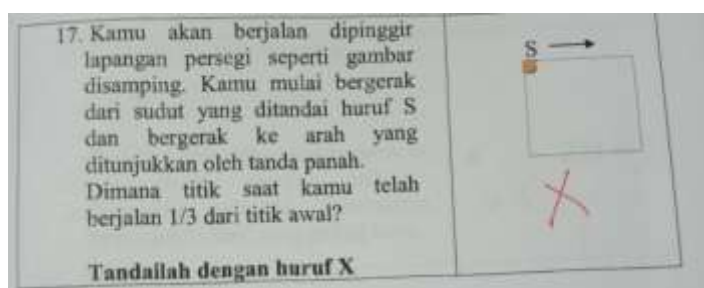 17. Kamu akan berjalan dipinggir
lapangan persegi seperti gambar
disamping. Kamu mulai bergerak
dari sudut yang ditandai huruf S
dan bergerak ke arah yang
ditunjukkan oleh tanda panah.
Dimana titik saat kamu telah
berjalan 1/3 dari titik awal?
Tandailah dengan huruf X
S
X